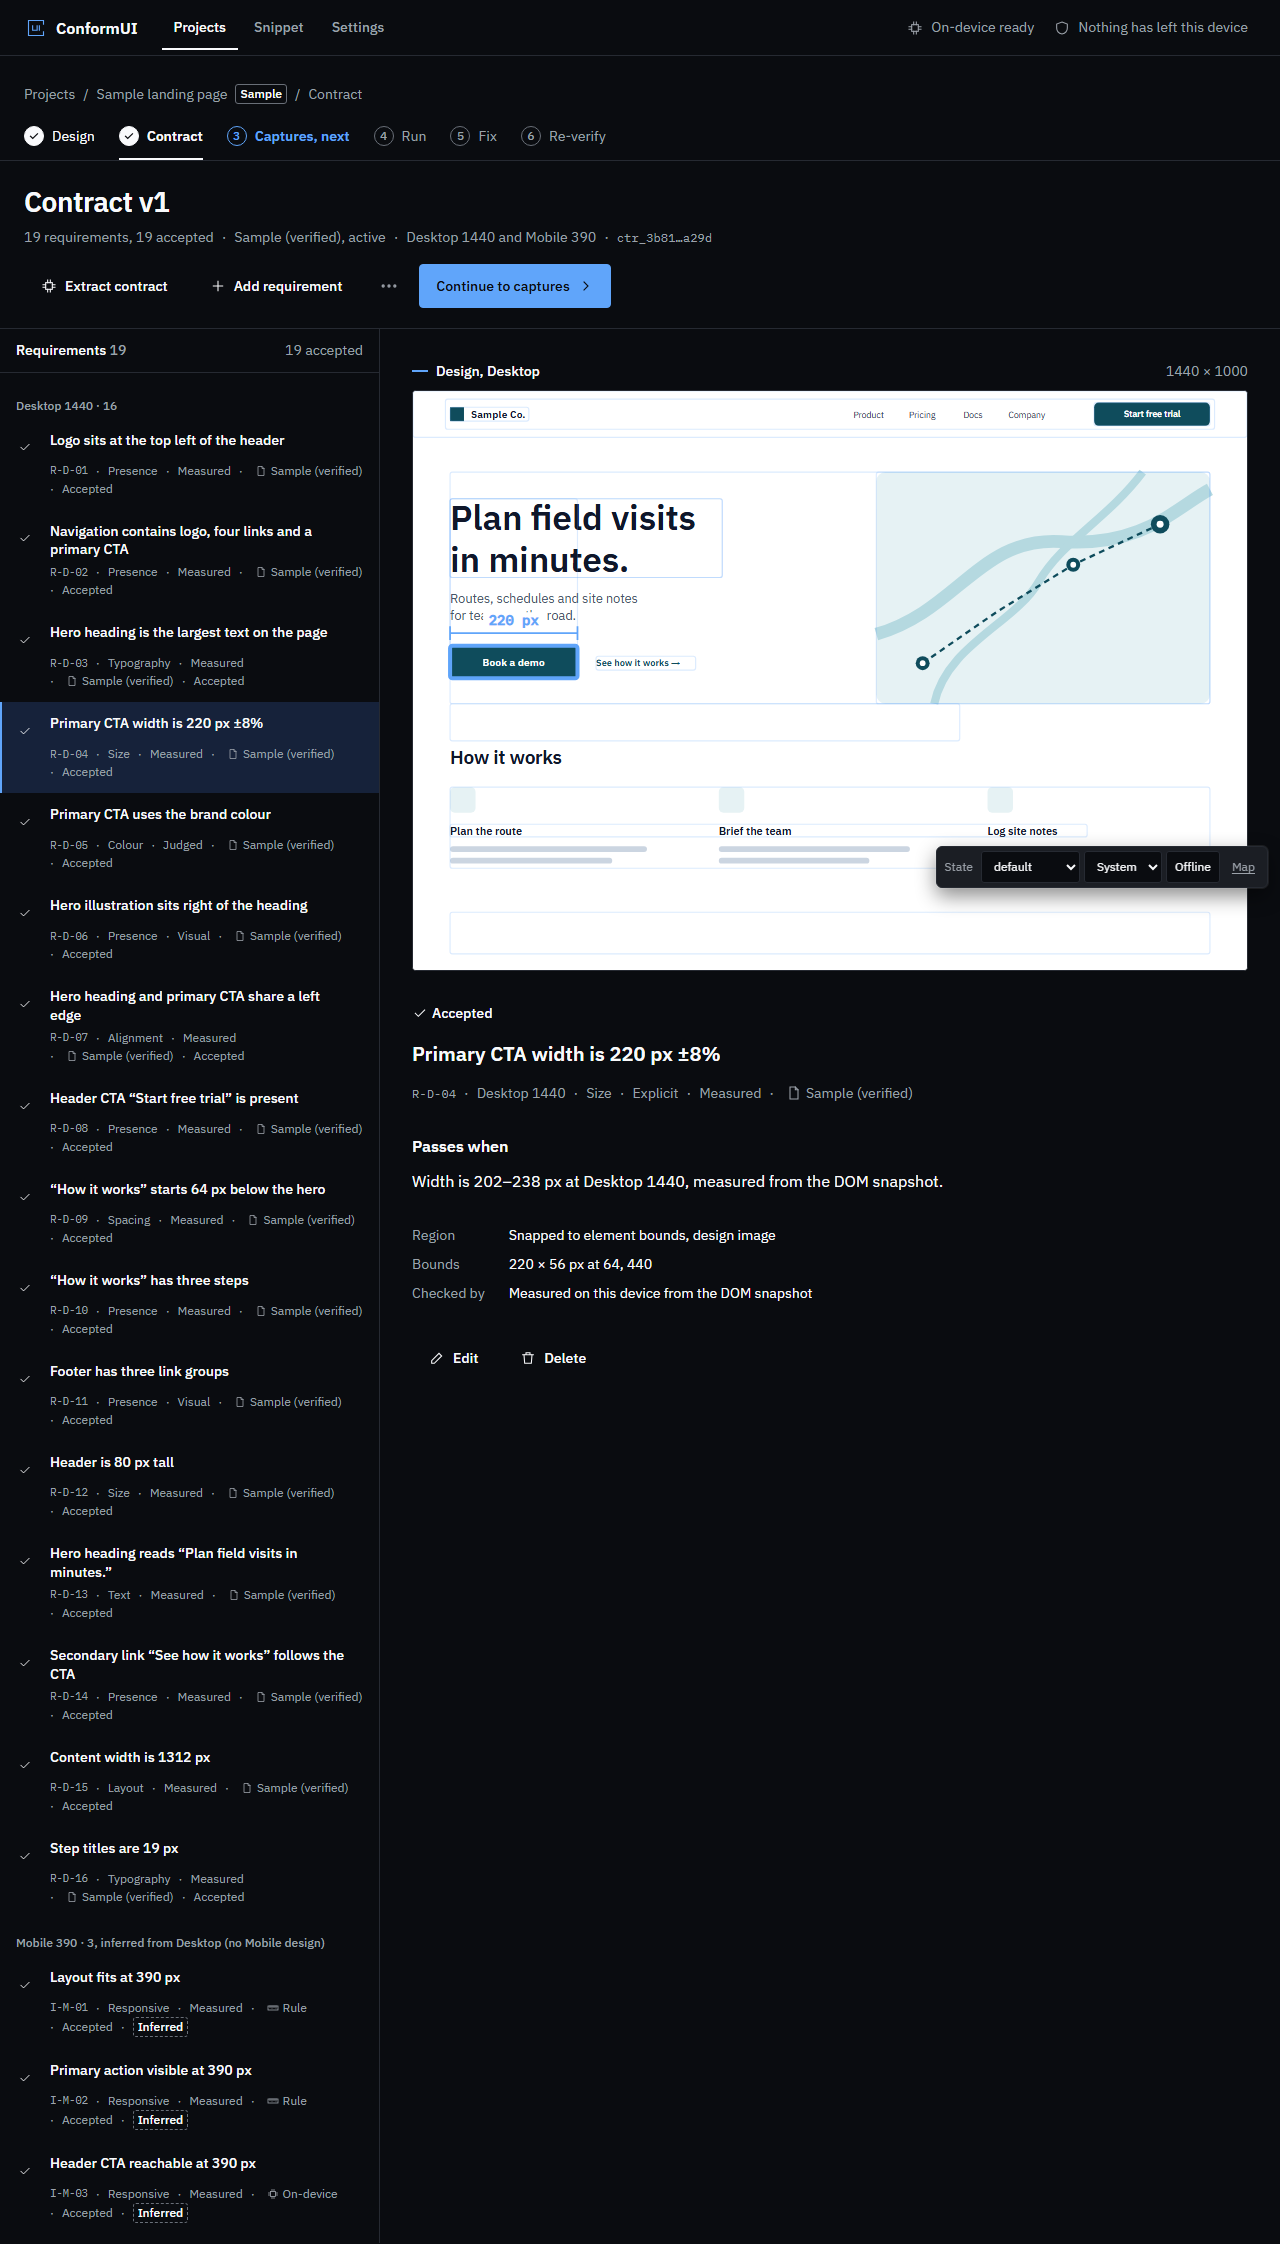 ConformUI
Projects
Snippet
Settings
On-device ready
Nothing has left this device
Projects / Sample landing page Sample / Contract
Design
Contract
3 Captures, next
4 Run
5 Fix
6 Re-verify
Contract v1
19 requirements, 19 accepted · Sample (verified), active · Desktop 1440 and Mobile 390 · ctr_3b81…a29d
Extract contract
Add requirement
Continue to captures
Requirements 19
19 accepted
Desktop 1440 · 16
Logo sits at the top left of the header
R-D-01 · Presence · Measured · Sample (verified)
· Accepted
Navigation contains logo, four links and a
primary CTA
R-D-02 · Presence · Measured · Sample (verified)
· Accepted
Hero heading is the largest text on the page
R-D-03 · Typography · Measured
· Sample (verified) · Accepted
Primary CTA width is 220 px ±8%
R-D-04 · Size · Measured · Sample (verified)
· Accepted
Primary CTA uses the brand colour
R-D-05 · Colour · Judged · Sample (verified)
· Accepted
Hero illustration sits right of the heading
R-D-06 · Presence · Visual · Sample (verified)
· Accepted
Hero heading and primary CTA share a left
edge
R-D-07 · Alignment · Measured
· Sample (verified) · Accepted
Header CTA “Start free trial” is present
R-D-08 · Presence · Measured · Sample (verified)
· Accepted
“How it works” starts 64 px below the hero
R-D-09 · Spacing · Measured · Sample (verified)
· Accepted
“How it works” has three steps
R-D-10 · Presence · Measured · Sample (verified)
· Accepted
Footer has three link groups
R-D-11 · Presence · Visual · Sample (verified)
· Accepted
Header is 80 px tall
R-D-12 · Size · Measured · Sample (verified)
· Accepted
Hero heading reads “Plan field visits in
minutes.”
R-D-13 · Text · Measured · Sample (verified)
· Accepted
Secondary link “See how it works” follows the
CTA
R-D-14 · Presence · Measured · Sample (verified)
· Accepted
Content width is 1312 px
R-D-15 · Layout · Measured · Sample (verified)
· Accepted
Step titles are 19 px
R-D-16 · Typography · Measured
· Sample (verified) · Accepted
Mobile 390 · 3, inferred from Desktop (no Mobile design)
Layout fits at 390 px
I-M-01 · Responsive · Measured · Rule
· Accepted · Inferred
Primary action visible at 390 px
I-M-02 · Responsive · Measured · Rule
· Accepted · Inferred
Header CTA reachable at 390 px
I-M-03 · Responsive · Measured · On-device
· Accepted · Inferred
Design, Desktop
1440 × 1000
Sample Co.
Product
Pricing
Docs
Company
Start free trial
Plan field visits
in minutes.
Routes, schedules and site notes
for road.
220 px
Book a demo
See how it works →
How it works
Plan the route
Brief the team
Log site notes
State
default
System
Offline
Map
Accepted
Primary CTA width is 220 px ±8%
R-D-04 · Desktop 1440 · Size · Explicit · Measured · Sample (verified)
Passes when
Width is 202–238 px at Desktop 1440, measured from the DOM snapshot.
Region Snapped to element bounds, design image
Bounds 220 × 56 px at 64, 440
Checked by Measured on this device from the DOM snapshot
Edit
Delete